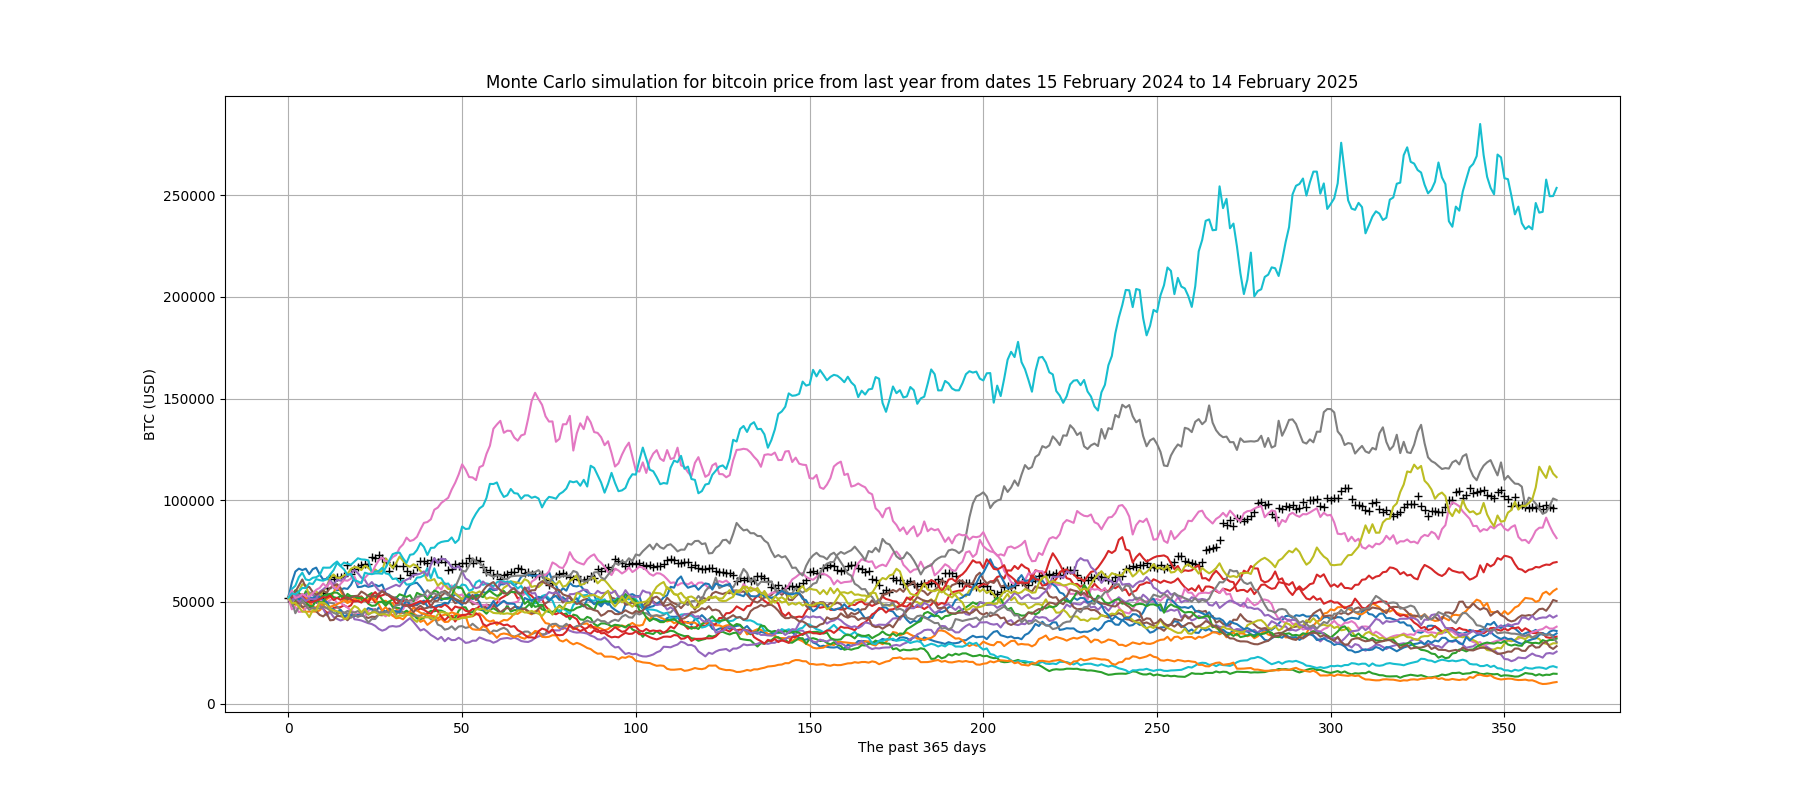 Monte Carlo simulation for bitcoin price from last year from dates 15 February 2024 to 14 February 2025
250000
200000
150000
100000
50000
0
BTC (USD)
0 50 100 150 200 250 300 350
The past 365 days